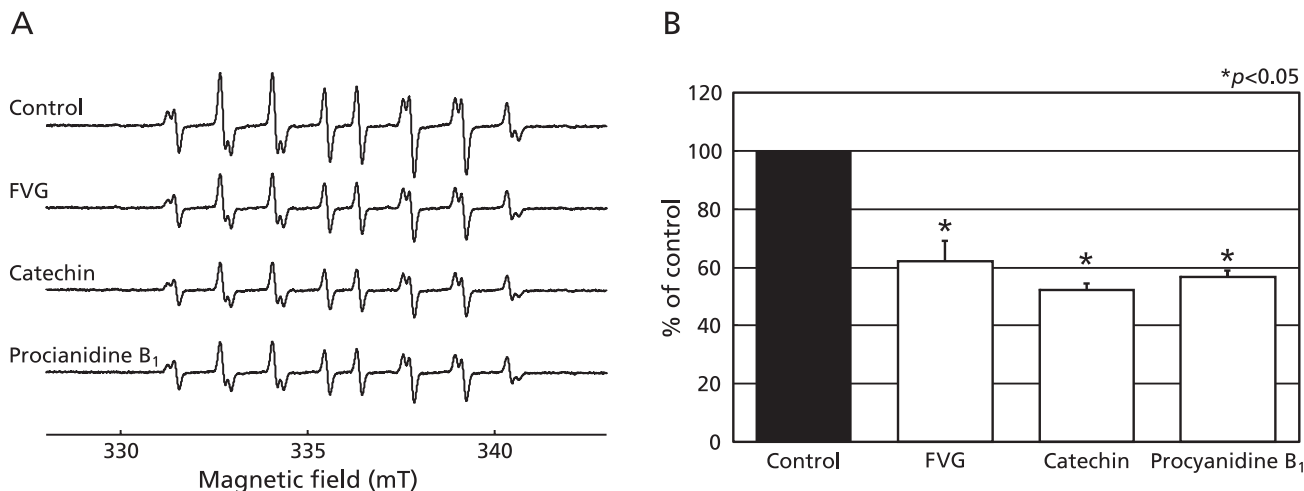 A
Control
FVG
Catechin
Procianidine B₁
330 335 340
Magnetic field (mT)
B
*p<0.05
120
100
80
60
40
20
0
% of control
* * *
Control FVG Catechin Procyanidine B₁